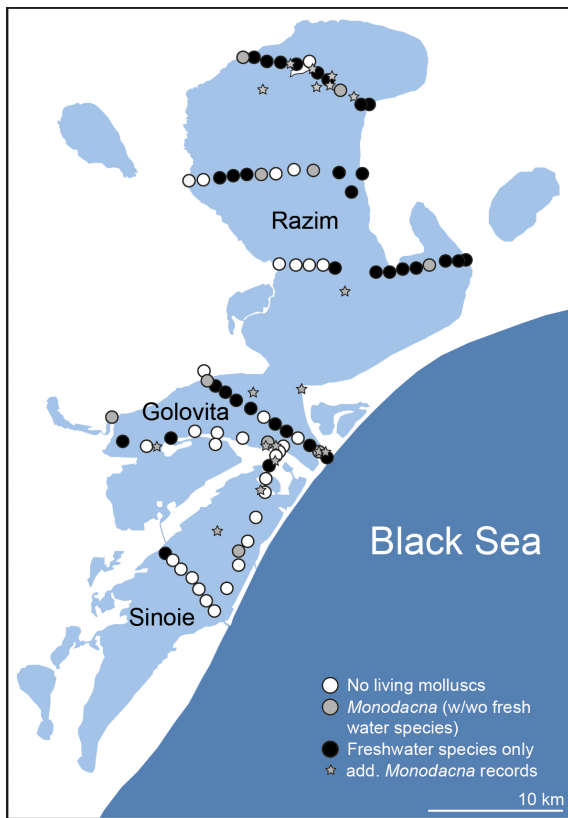 Razim
Golovita
Black Sea
Sinoie
No living molluscs
Monodacna (w/wo fresh
water species)
Freshwater species only
add. Monodacna records
10 km